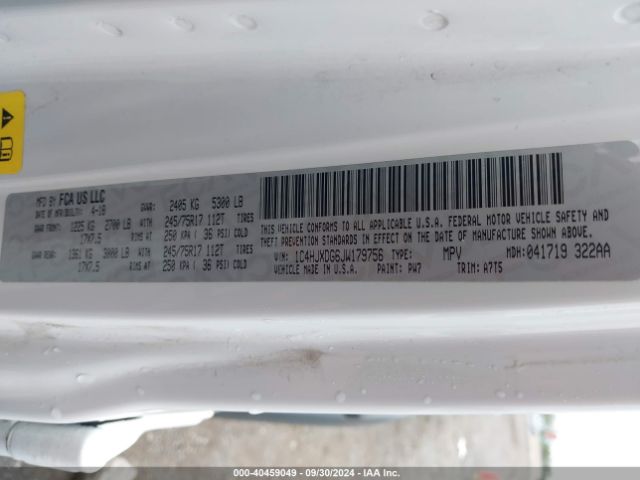 MFD BY FCA US LLC
DATE OF MFR/BUILT: 4-18 GVWR: 2405 KG 5300 LB
GAWR FRONT: 1225 KG 2700 LB WITH 245/75R17 112T TIRES
17X7.5 RIMS AT 250 KPA ( 36 PSI) COLD
GAWR REAR: 1361 KG 3000 LB WITH 245/75R17 112T TIRES
17X7.5 RIMS AT 250 KPA ( 36 PSI) COLD
THIS VEHICLE CONFORMS TO ALL APPLICABLE U.S.A. FEDERAL MOTOR VEHICLE SAFETY AND
THEFT PREVENTION STANDARDS IN EFFECT ON THE DATE OF MANUFACTURE SHOWN ABOVE.
VIN: 1C4HJXDG6JW179756 TYPE: MPV MDH: 041719 322AA
VEHICLE MADE IN U.S.A. PAINT: PW7 TRIM: A7T5
000-40459049 - 09/30/2024 - IAA Inc.